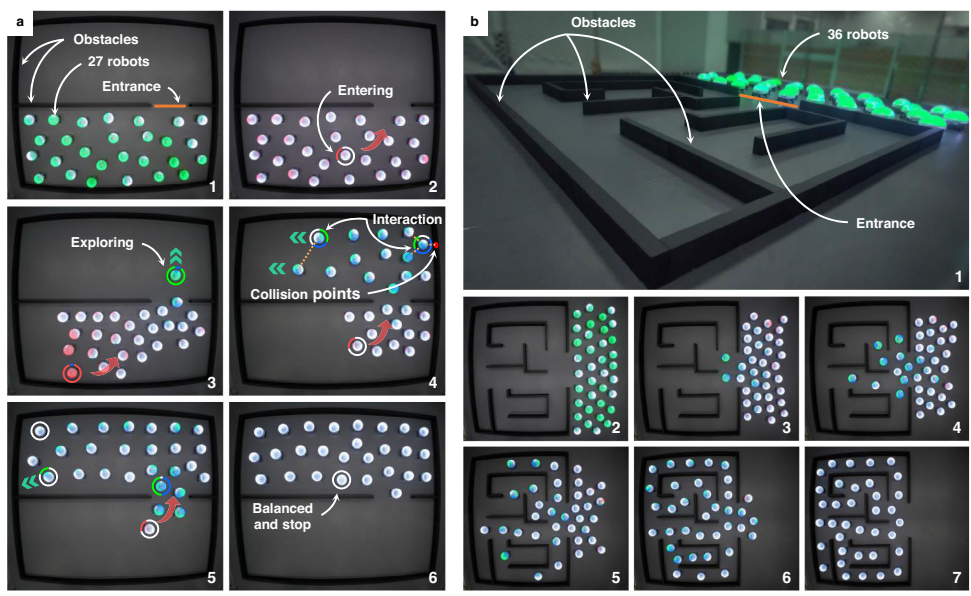 a
Obstacles
27 robots
Entrance
1
Entering
2
Exploring
3
Interaction
Collision points
4
5
Balanced
and stop
6
b
Obstacles
36 robots
Entrance
1
2
3
4
5
6
7